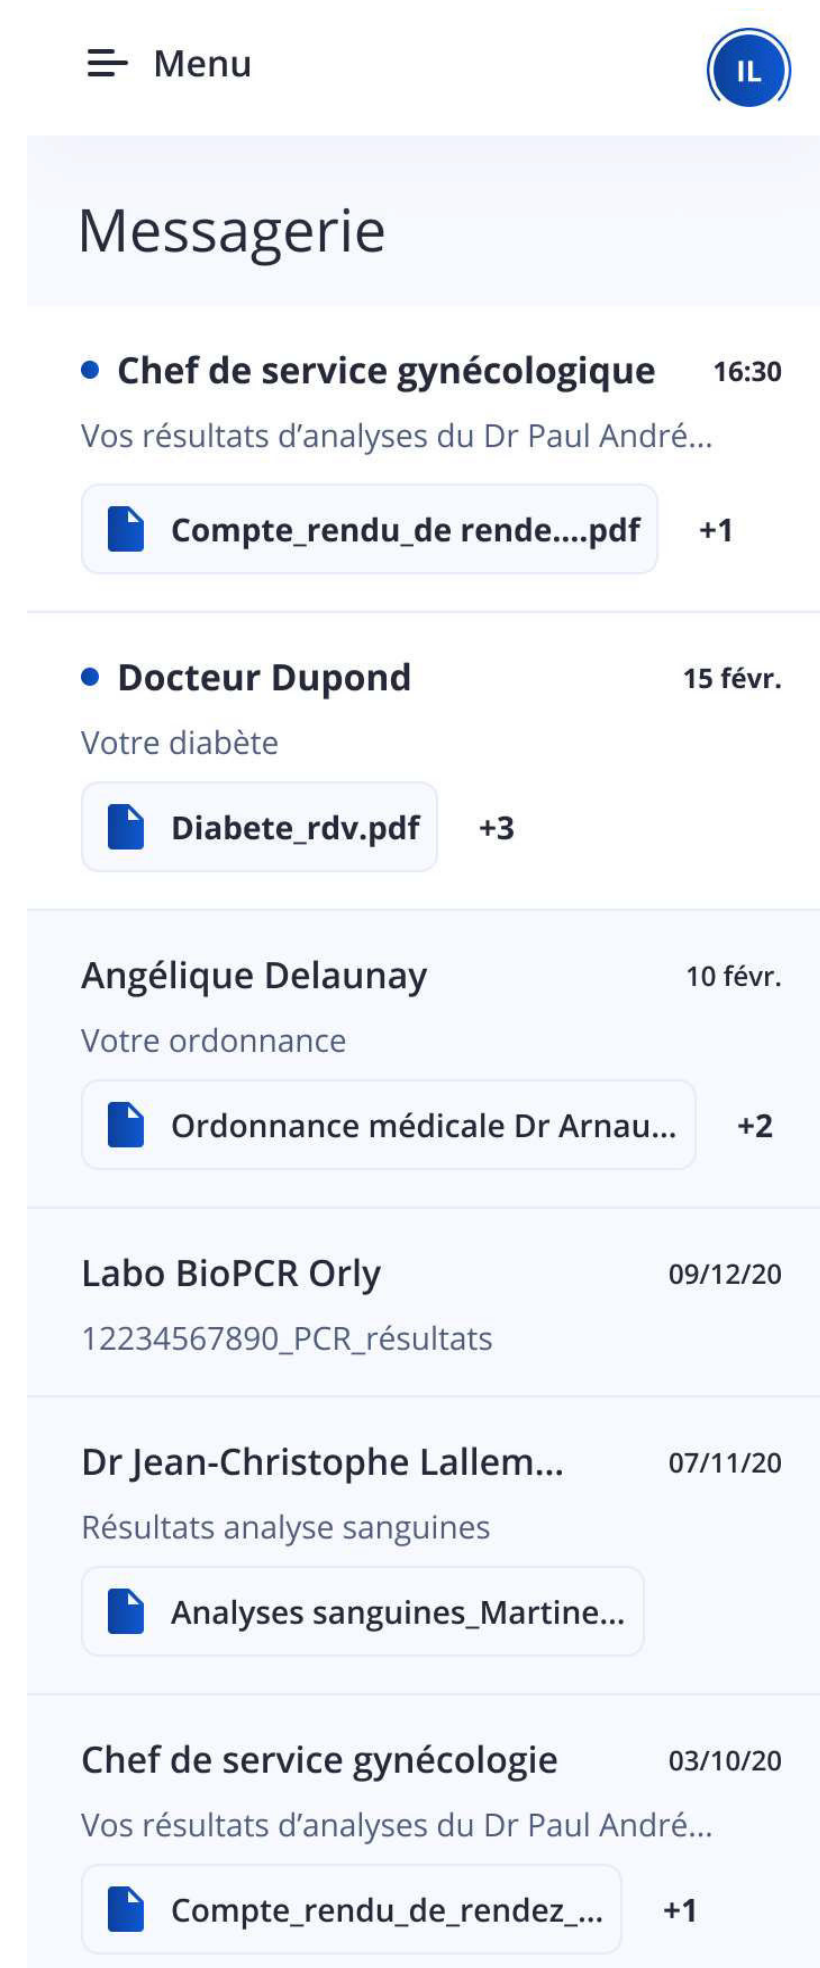 Menu
IL
Messagerie
Chef de service gynécologique 16:30
Vos résultats d’analyses du Dr Paul André...
Compte_rendu_de rende....pdf +1
Docteur Dupond 15 févr.
Votre diabète
Diabete_rdv.pdf +3
Angélique Delaunay 10 févr.
Votre ordonnance
Ordonnance médicale Dr Arnau... +2
Labo BioPCR Orly 09/12/20
12234567890_PCR_résultats
Dr Jean-Christophe Lallem... 07/11/20
Résultats analyse sanguines
Analyses sanguines_Martine...
Chef de service gynécologie 03/10/20
Vos résultats d’analyses du Dr Paul André...
Compte_rendu_de_rendez_... +1